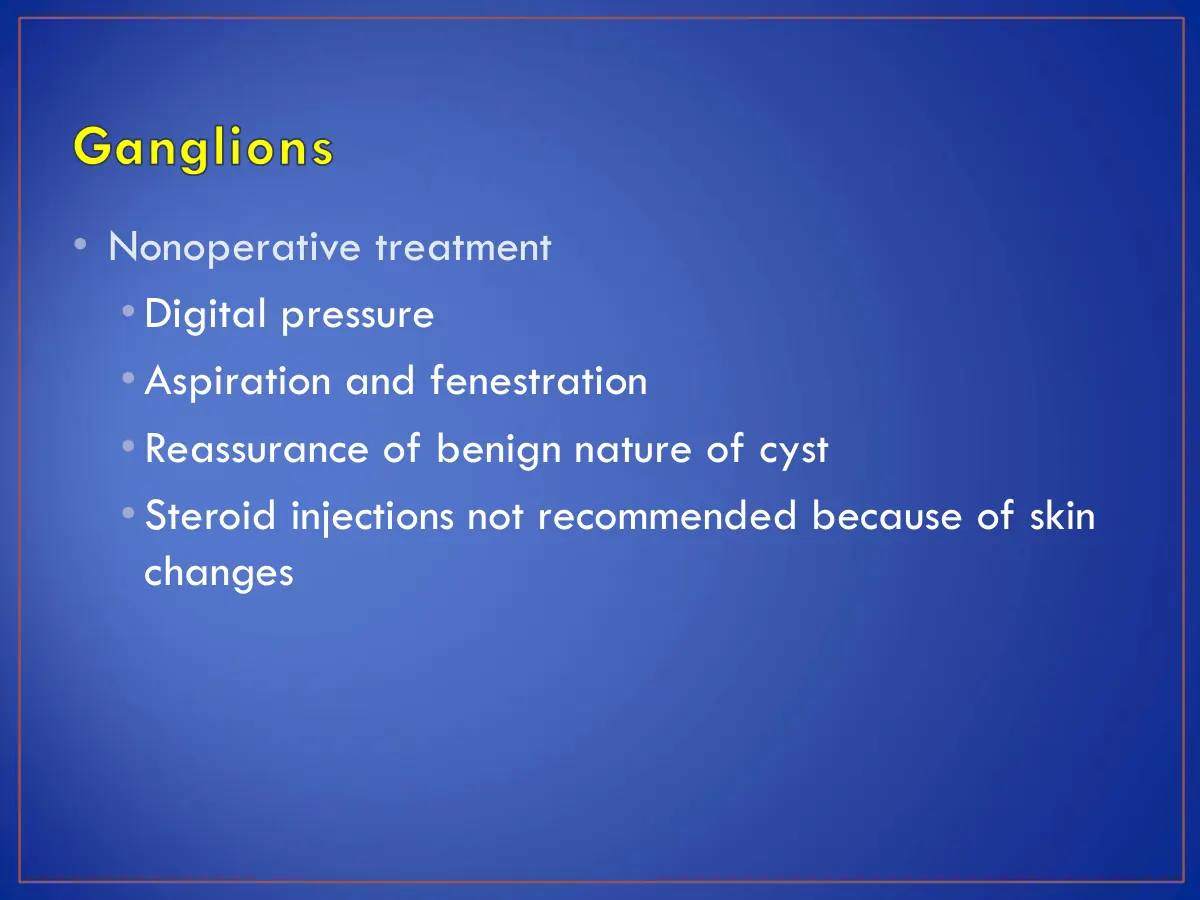 Ganglions
• Nonoperative treatment
• Digital pressure
• Aspiration and fenestration
• Reassurance of benign nature of cyst
• Steroid injections not recommended because of skin
changes